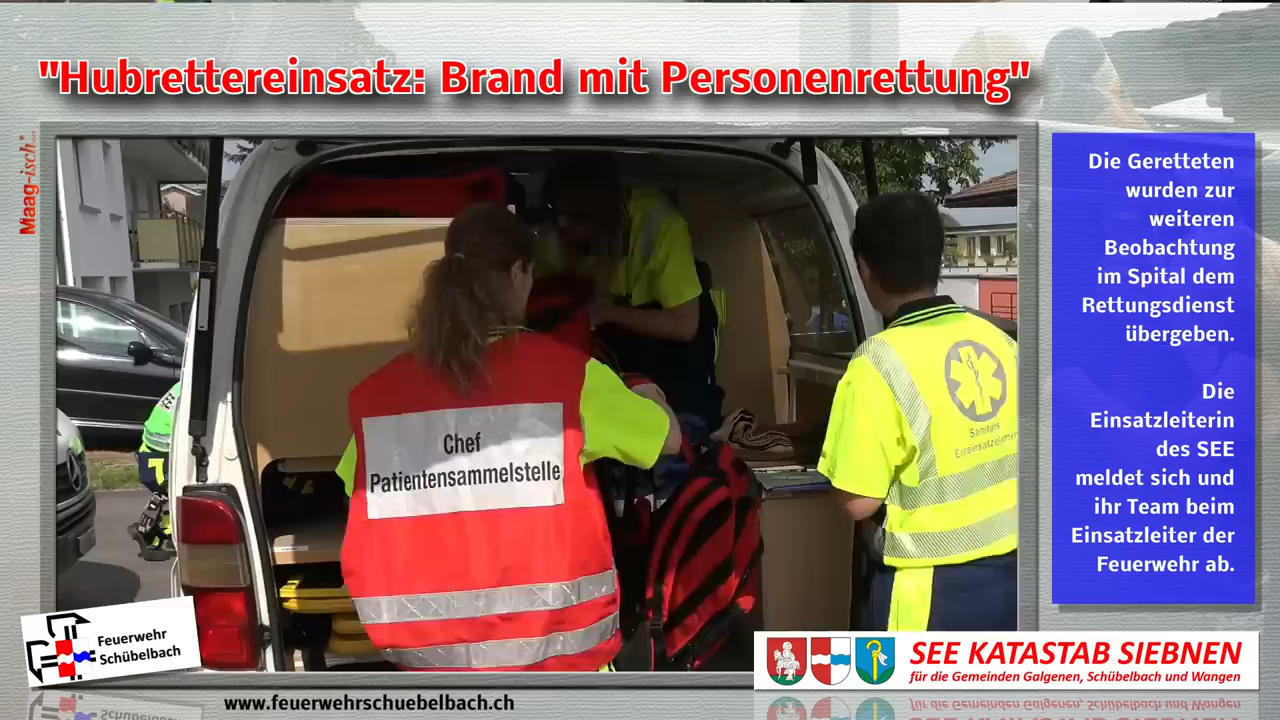 "Hubrettereinsatz: Brand mit Personenrettung"
Maag-isch
Die Geretteten
wurden zur
weiteren
Beobachtung
im Spital dem
Rettungsdienst
übergeben.
Die
Einsatzleiterin
des SEE
meldet sich und
ihr Team beim
Einsatzleiter der
Feuerwehr ab.
Chef
Patientensammelstelle
Sanitäts
Feuerwehr
Schübelbach
SEE KATASTAB SIEBNEN
für die Gemeinden Galgenen, Schübelbach und Wangen
www.feuerwehrschuebelbach.ch